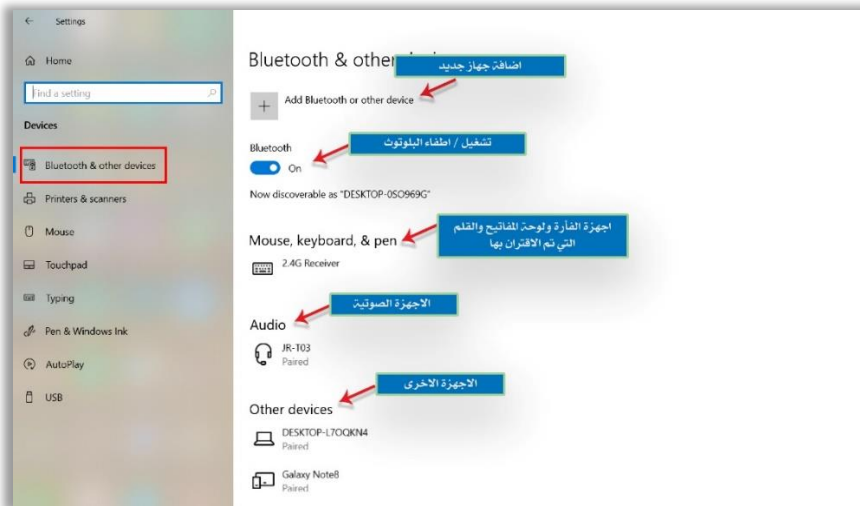 Settings
Home
Find a setting
Devices
Bluetooth & other devices
Printers & scanners
Mouse
Touchpad
Typing
Pen & Windows Ink
AutoPlay
USB
Bluetooth & other
اضافة جهاز جديد
Add Bluetooth or other device
تشغيل / اطفاء البلوتوث
Bluetooth
On
Now discoverable as "DESKTOP-0SO969G"
اجهزة الفأرة ولوحة المفاتيح والقلم
التي تم الاقتران بها
Mouse, keyboard, & pen
2.4G Receiver
الاجهزة الصوتية
Audio
JR-T03
Paired
الاجهزة الاخرى
Other devices
DESKTOP-L7OQKN4
Paired
Galaxy Note8
Paired